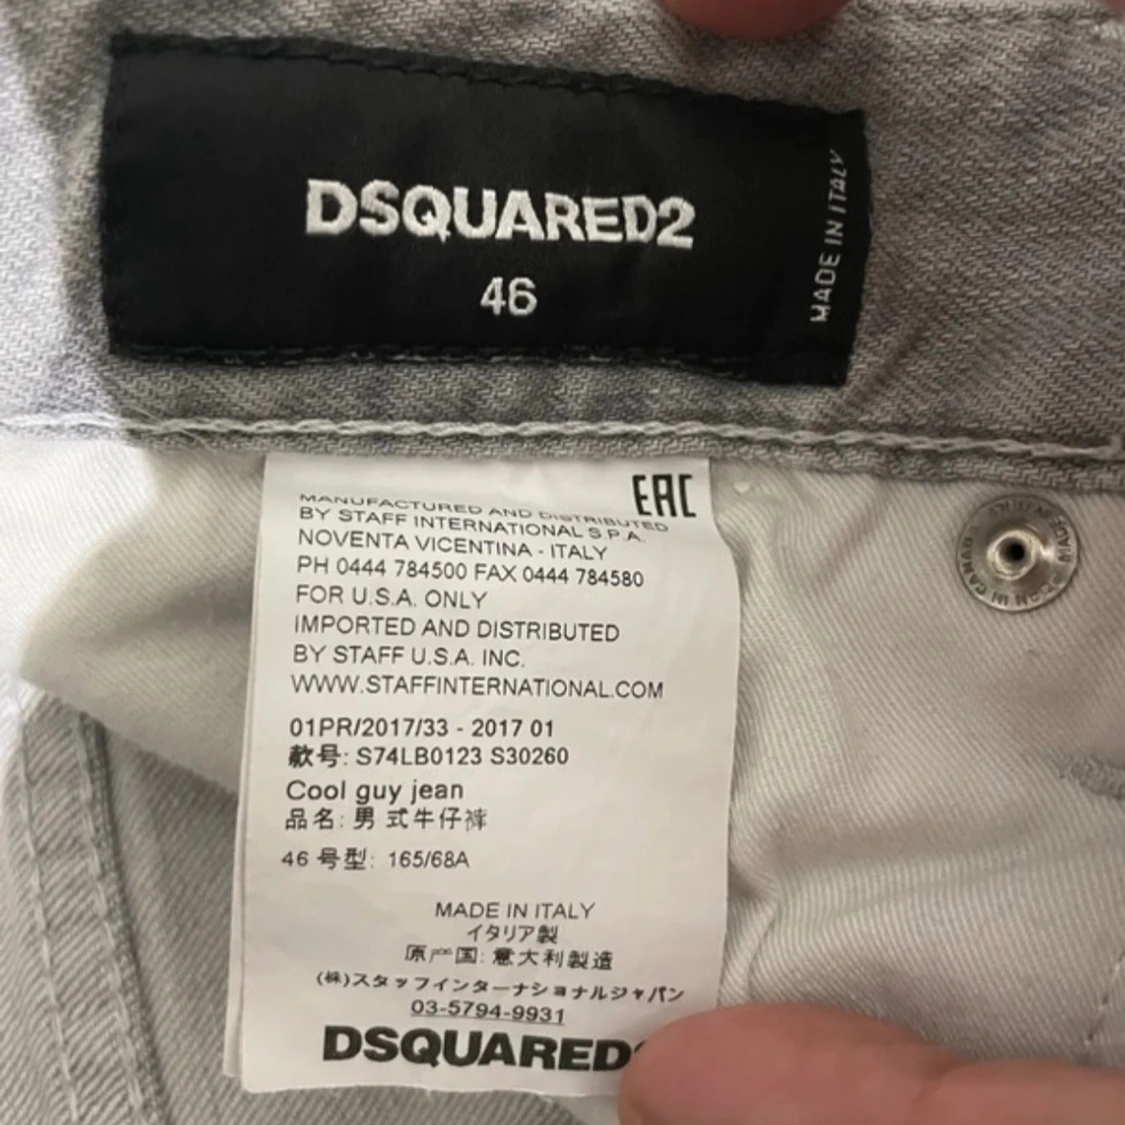 DSQUARED2
46
MADE IN ITALY
EAC
MANUFACTURED AND DISTRIBUTED
BY STAFF INTERNATIONAL S.P.A.
NOVENTA VICENTINA - ITALY
PH 0444 784500 FAX 0444 784580
FOR U.S.A. ONLY
IMPORTED AND DISTRIBUTED
BY STAFF U.S.A. INC.
WWW.STAFFINTERNATIONAL.COM
01PR/2017/33 - 2017 01
款号: S74LB0123 S30260
Cool guy jean
品名: 男 式牛仔裤
46 号型: 165/68A
MADE IN ITALY
イタリア製
原产国: 意大利製造
(株)スタッフインターナショナルジャパン
03-5794-9931
DSQUARED